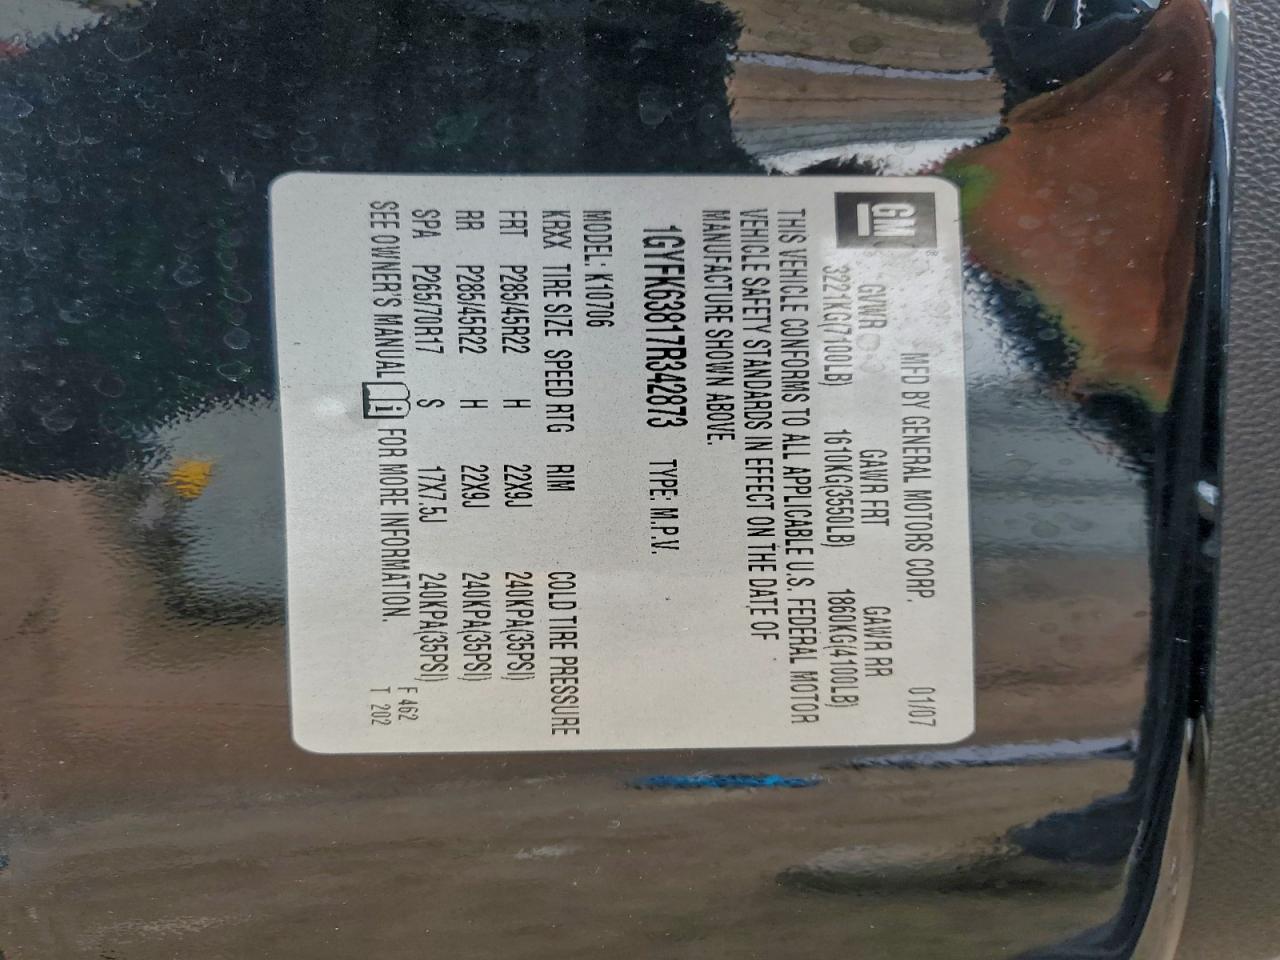 GM
MFD BY GENERAL MOTORS CORP. 01/07
GVWR GAWR FRT GAWR RR
3221KG(7100LB) 1610KG(3550LB) 1860KG(4100LB)
THIS VEHICLE CONFORMS TO ALL APPLICABLE U.S. FEDERAL MOTOR
VEHICLE SAFETY STANDARDS IN EFFECT ON THE DATE OF
MANUFACTURE SHOWN ABOVE.
1GYFK63817R342873 TYPE: M.P.V.
MODEL: K10706
KRXX TIRE SIZE SPEED RTG RIM COLD TIRE PRESSURE
FRT P285/45R22 H 22X9J 240KPA(35PSI)
RR P285/45R22 H 22X9J 240KPA(35PSI)
SPA P265/70R17 S 17X7.5J 240KPA(35PSI)
SEE OWNER'S MANUAL FOR MORE INFORMATION.
F 462
T 202